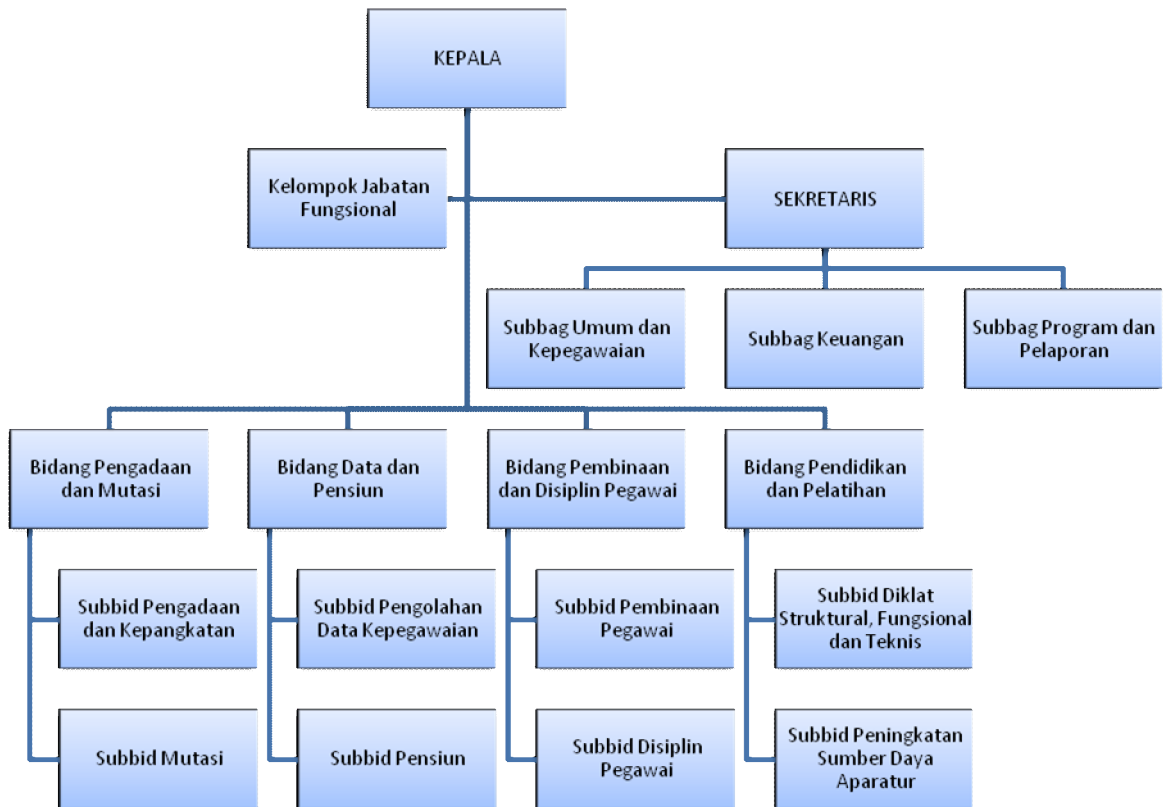 KEPALA
Kelompok Jabatan
Fungsional
SEKRETARIS
Subbag Umum dan
Kepegawaian
Subbag Keuangan
Subbag Program dan
Pelaporan
Bidang Pengadaan
dan Mutasi
Bidang Data dan
Pensiun
Bidang Pembinaan
dan Disiplin Pegawai
Bidang Pendidikan
dan Pelatihan
Subbid Pengadaan
dan Kepangkatan
Subbid Pengolahan
Data Kepegawaian
Subbid Pembinaan
Pegawai
Subbid Diklat
Struktural, Fungsional
dan Teknis
Subbid Mutasi
Subbid Pensiun
Subbid Disiplin
Pegawai
Subbid Peningkatan
Sumber Daya
Aparatur